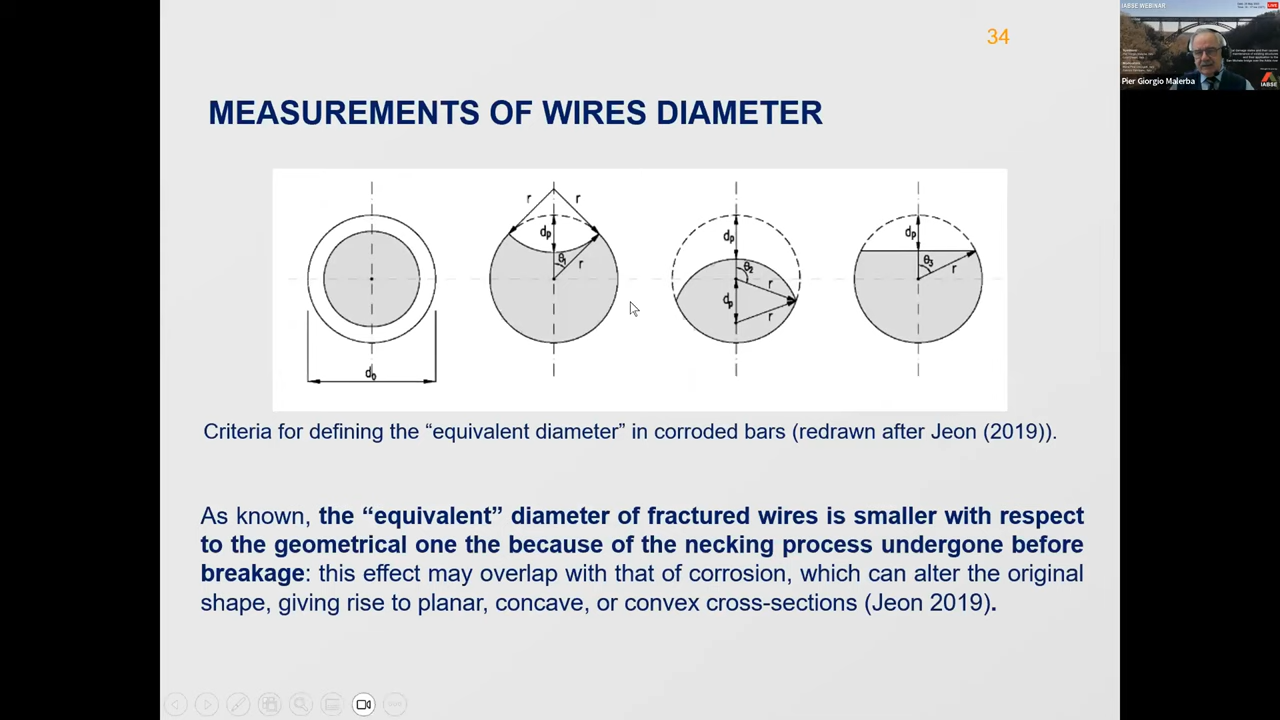 34
IABSE WEBINAR
LIVE
Pier Giorgio Malerba
IABSE
MEASUREMENTS OF WIRES DIAMETER
r r
dp
θ1
r
d0
dp
θ2
r
dp
r
dp
θ3
r
Criteria for defining the “equivalent diameter” in corroded bars (redrawn after Jeon (2019)).
As known, the “equivalent” diameter of fractured wires is smaller with respect
to the geometrical one the because of the necking process undergone before
breakage: this effect may overlap with that of corrosion, which can alter the original
shape, giving rise to planar, concave, or convex cross-sections (Jeon 2019).